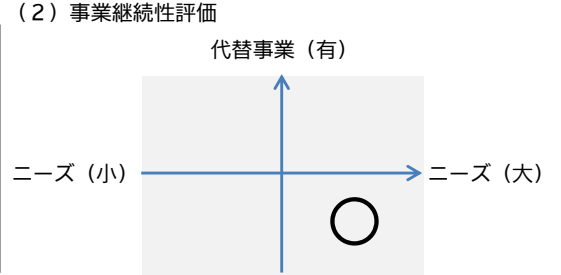 （２）事業継続性評価
代替事業（有）
ニーズ（小）
ニーズ（大）